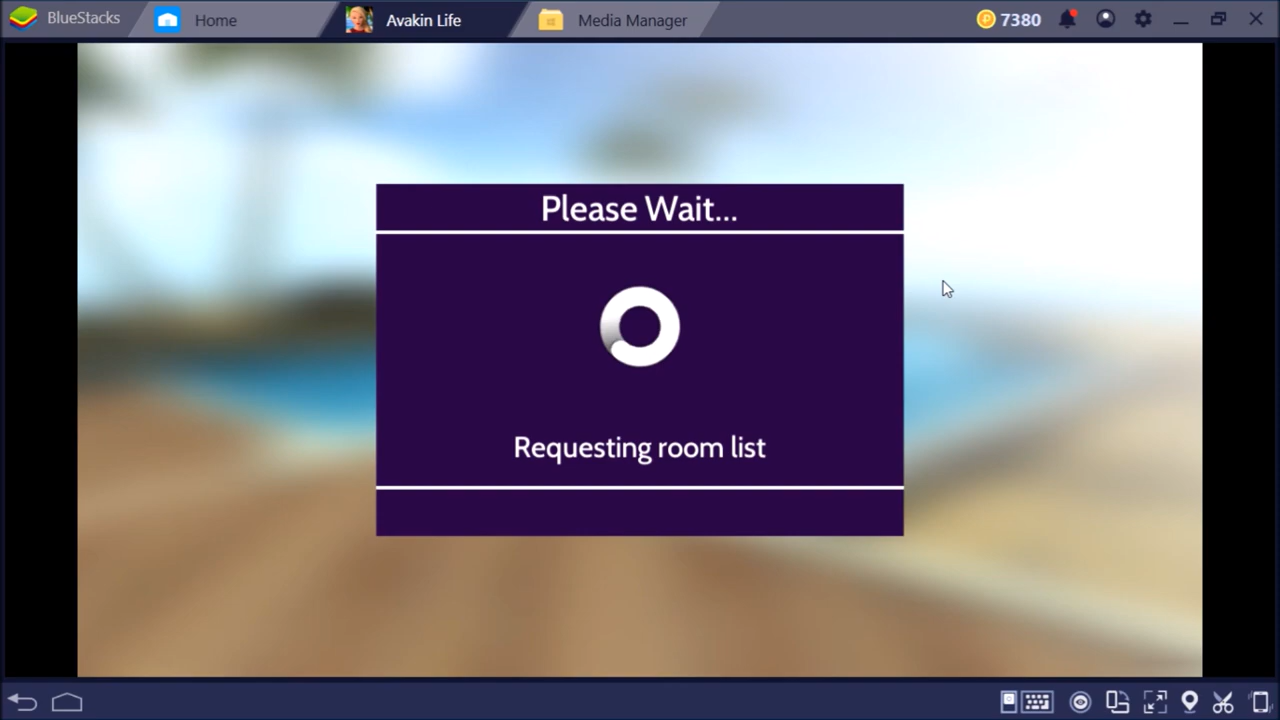 BlueStacks
Home
Avakin Life
Media Manager
7380
Please Wait...
Requesting room list